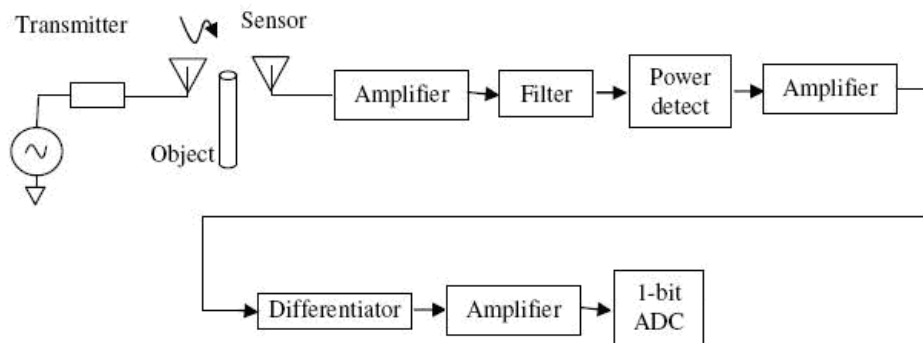 Transmitter
Sensor
Object
Amplifier
Filter
Power
detect
Amplifier
Differentiator
Amplifier
1-bit
ADC